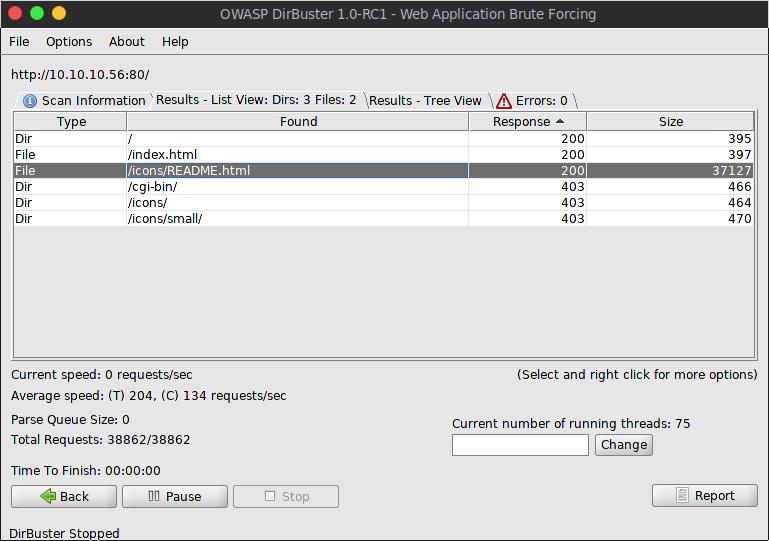 OWASP DirBuster 1.0-RC1 - Web Application Brute Forcing
File Options About Help
http://10.10.10.56:80/
Scan Information Results - List View: Dirs: 3 Files: 2 Results - Tree View Errors: 0
Type Found Response Size
Dir / 200 395
File /index.html 200 397
File /icons/README.html 200 37127
Dir /cgi-bin/ 403 466
Dir /icons/ 403 464
Dir /icons/small/ 403 470
Current speed: 0 requests/sec (Select and right click for more options)
Average speed: (T) 204, (C) 134 requests/sec
Parse Queue Size: 0
Current number of running threads: 75
Total Requests: 38862/38862
Change
Time To Finish: 00:00:00
Back Pause Stop Report
DirBuster Stopped